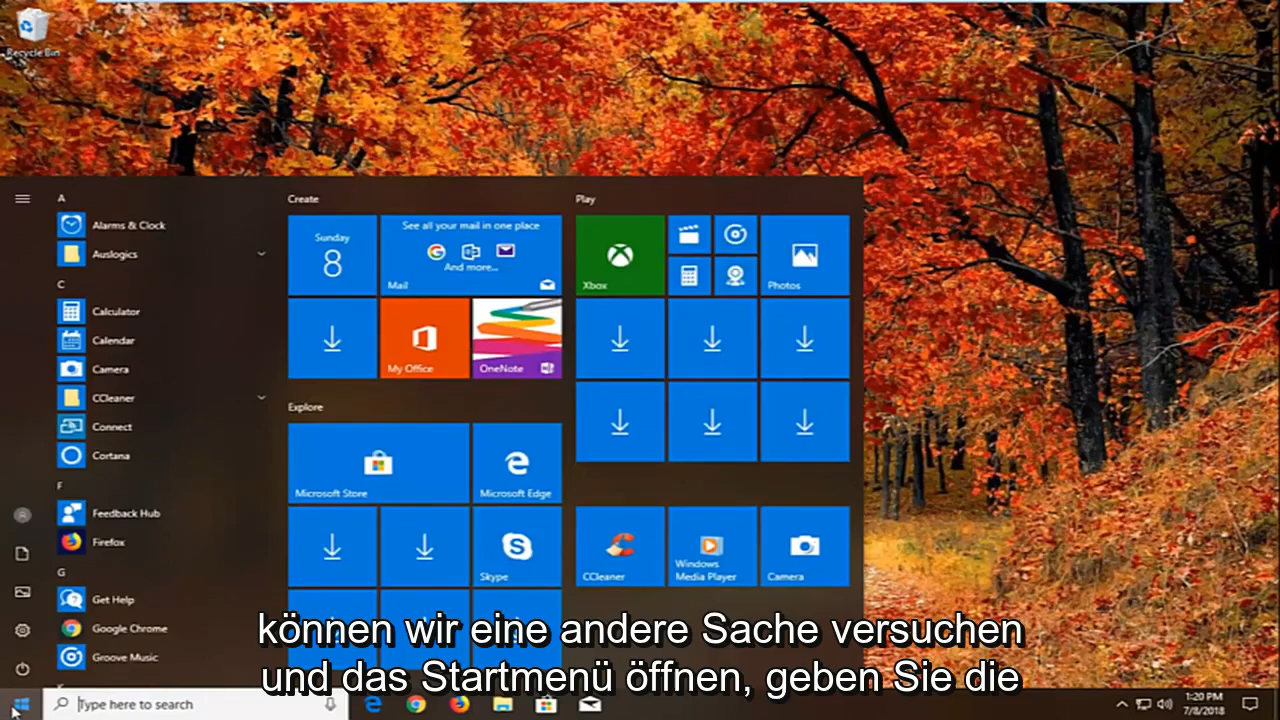 Recycle Bin
A
Alarms & Clock
Auslogics
C
Calculator
Calendar
Camera
CCleaner
Connect
Cortana
F
Feedback Hub
Firefox
G
Get Help
Google Chrome
Groove Music
Create
Sunday
8
See all your mail in one place
And more...
Mail
My Office
OneNote
Explore
Microsoft Store
Microsoft Edge
Skype
Play
Xbox
Photos
CCleaner
Windows
Media Player
Camera
können wir eine andere Sache versuchen
und das Startmenü öffnen, geben Sie die
Type here to search
1:20 PM
7/8/2018